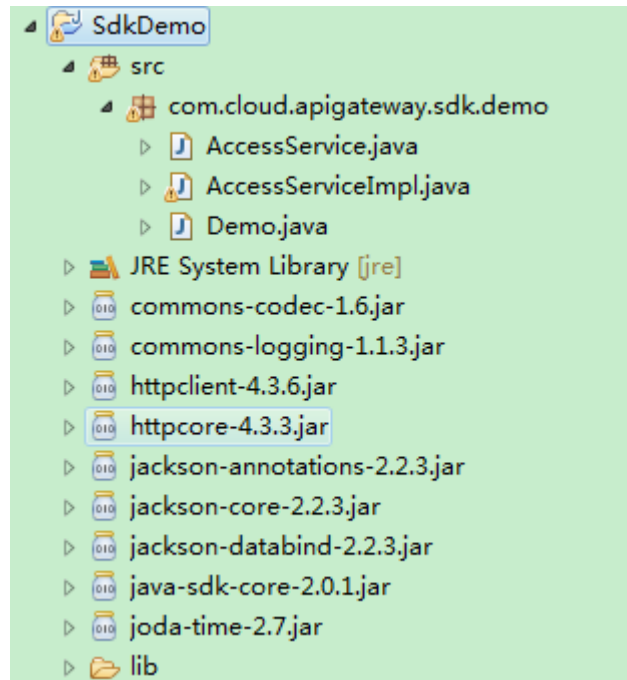 SdkDemo
src
com.cloud.apigateway.sdk.demo
AccessService.java
AccessServiceImpl.java
Demo.java
JRE System Library [jre]
commons-codec-1.6.jar
commons-logging-1.1.3.jar
httpclient-4.3.6.jar
httpcore-4.3.3.jar
jackson-annotations-2.2.3.jar
jackson-core-2.2.3.jar
jackson-databind-2.2.3.jar
java-sdk-core-2.0.1.jar
joda-time-2.7.jar
lib